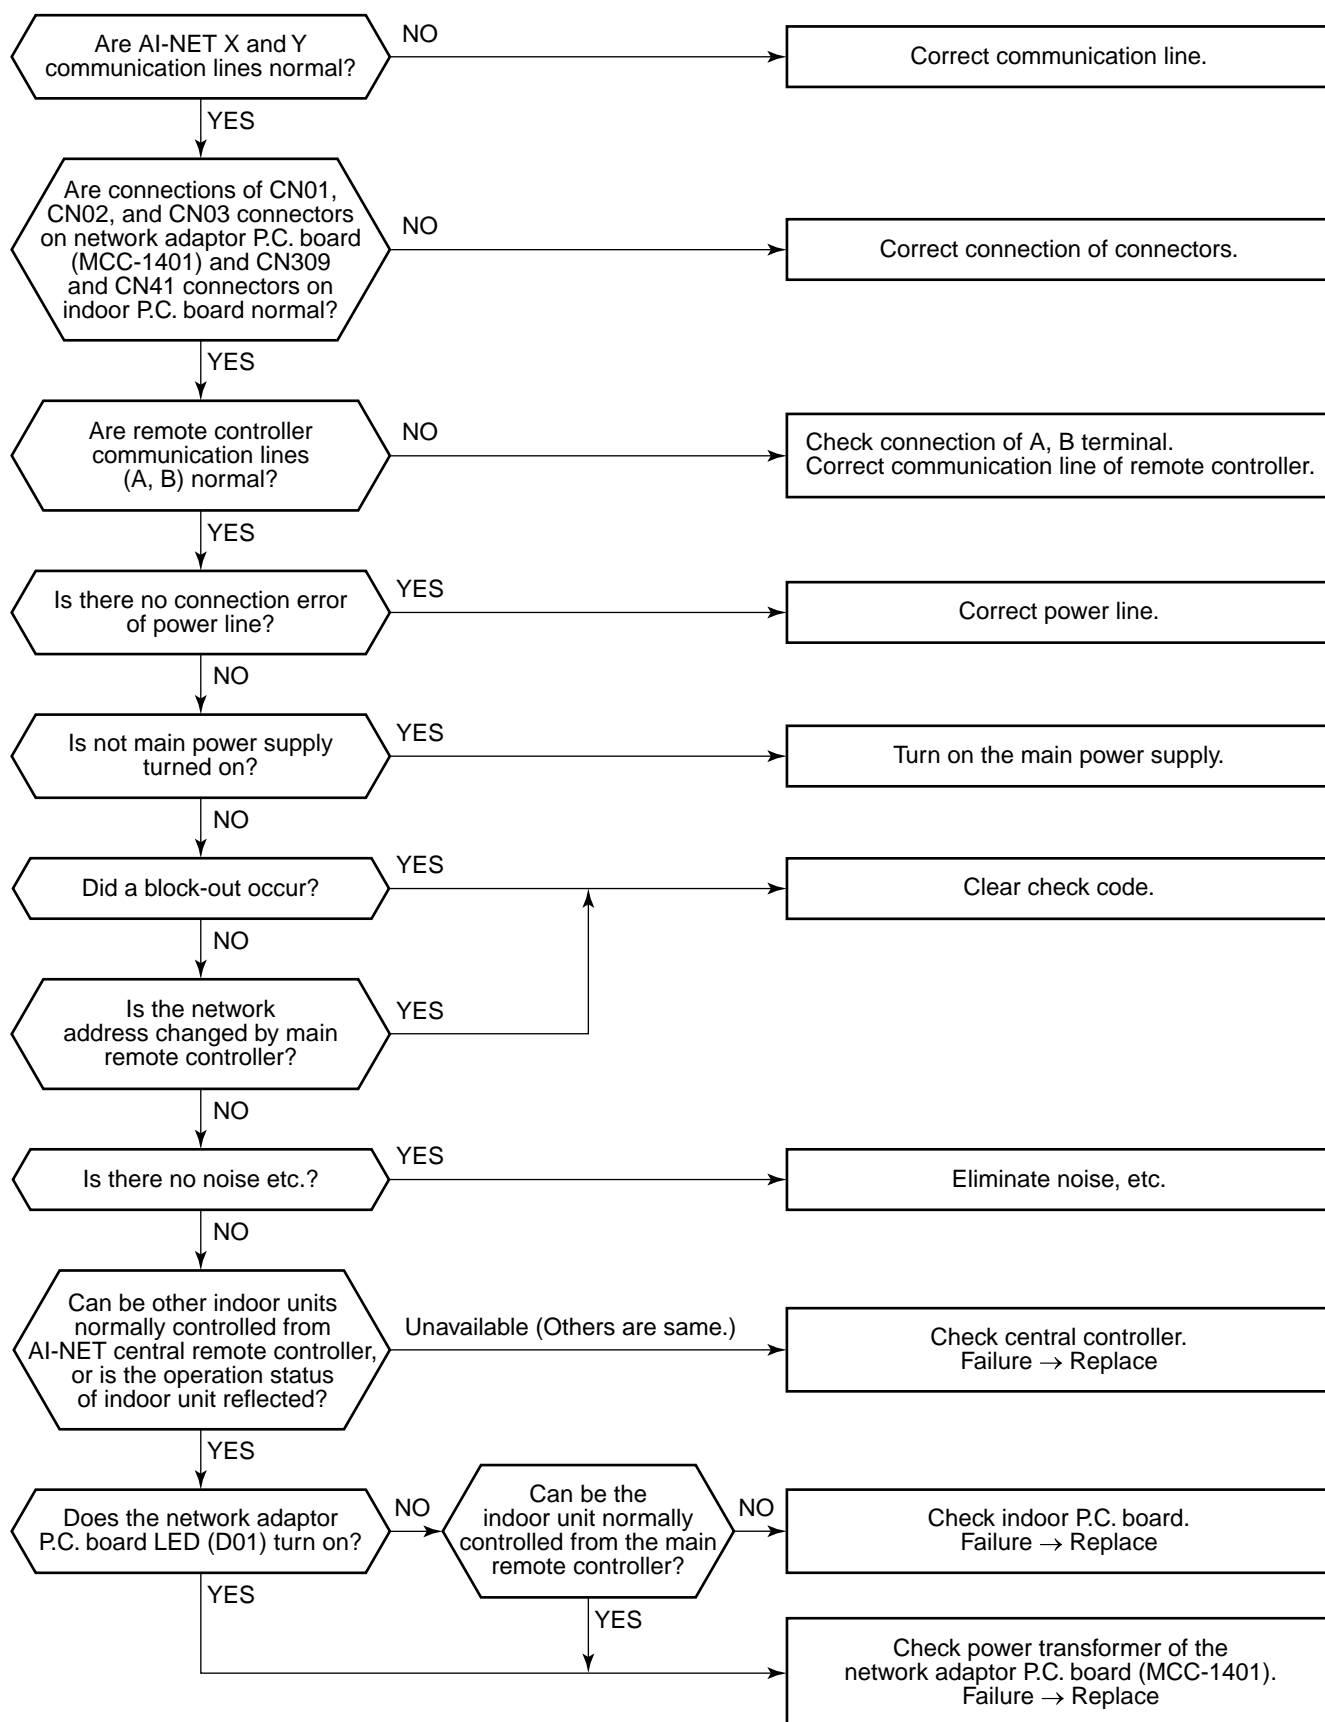 Are AI-NET X and Y
communication lines normal?
NO
Correct communication line.
YES
Are connections of CN01,
CN02, and CN03 connectors
on network adaptor P.C. board
(MCC-1401) and CN309
and CN41 connectors on
indoor P.C. board normal?
NO
Correct connection of connectors.
YES
Are remote controller
communication lines
(A, B) normal?
NO
Check connection of A, B terminal.
Correct communication line of remote controller.
YES
Is there no connection error
of power line?
YES
Correct power line.
NO
Is not main power supply
turned on?
YES
Turn on the main power supply.
NO
Did a block-out occur?
YES
Clear check code.
NO
Is the network
address changed by main
remote controller?
YES
NO
Is there no noise etc.?
YES
Eliminate noise, etc.
NO
Can be other indoor units
normally controlled from
AI-NET central remote controller,
or is the operation status
of indoor unit reflected?
Unavailable (Others are same.)
Check central controller.
Failure → Replace
YES
Does the network adaptor
P.C. board LED (D01) turn on?
NO
Can be the
indoor unit normally
controlled from the main
remote controller?
NO
Check indoor P.C. board.
Failure → Replace
YES
YES
Check power transformer of the
network adaptor P.C. board (MCC-1401).
Failure → Replace